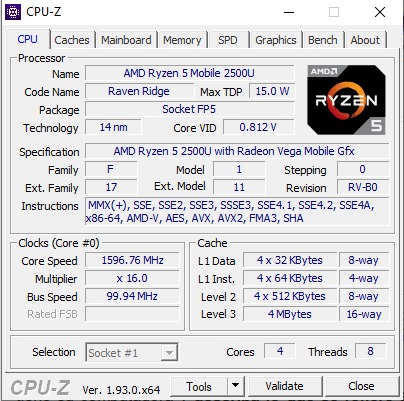 CPU-Z
CPU Caches Mainboard Memory SPD Graphics Bench About
Processor
Name AMD Ryzen 5 Mobile 2500U
Code Name Raven Ridge Max TDP 15.0 W
Package Socket FP5
Technology 14 nm Core VID 0.812 V
AMD
RYZEN
5
Specification AMD Ryzen 5 2500U with Radeon Vega Mobile Gfx
Family F Model 1 Stepping 0
Ext. Family 17 Ext. Model 11 Revision RV-B0
Instructions MMX(+), SSE, SSE2, SSE3, SSSE3, SSE4.1, SSE4.2, SSE4A,
x86-64, AMD-V, AES, AVX, AVX2, FMA3, SHA
Clocks (Core #0)
Core Speed 1596.76 MHz
Multiplier x 16.0
Bus Speed 99.94 MHz
Rated FSB
Cache
L1 Data 4 x 32 KBytes 8-way
L1 Inst. 4 x 64 KBytes 4-way
Level 2 4 x 512 KBytes 8-way
Level 3 4 MBytes 16-way
Selection Socket #1 Cores 4 Threads 8
CPU-Z Ver. 1.93.0.x64 Tools Validate Close